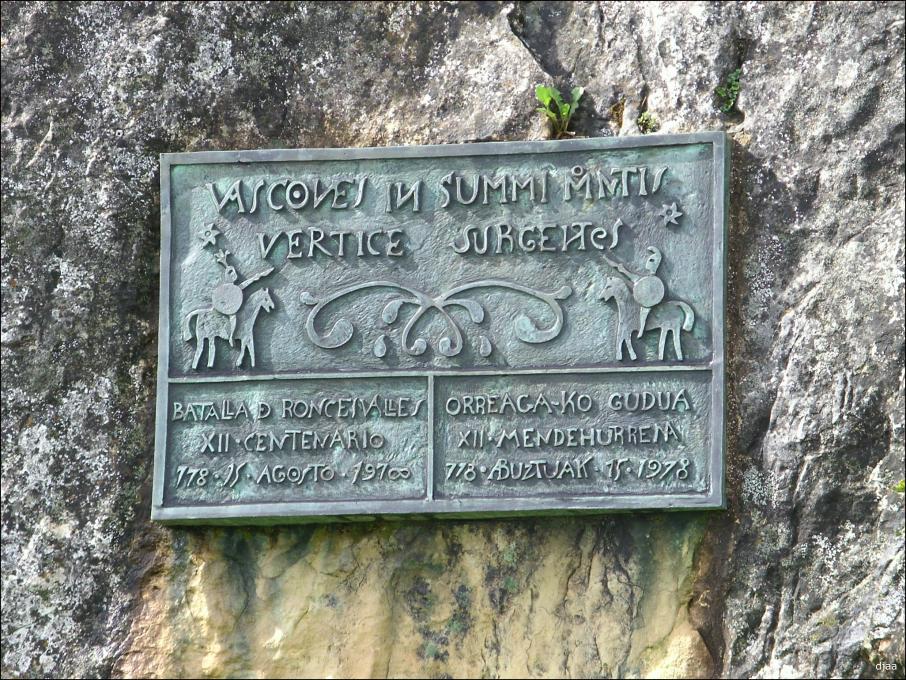 VASCONES IN SUMMI MONTIS
VERTICE SURGENTES
BATALLA D RONCESVALLES
XII·CENTENARIO
778·15·AGOSTO·1978
ORREAGA-KO GUDUA
XII·MENDEHURRENA
778·ABUZTUAK·15·1978
djaa